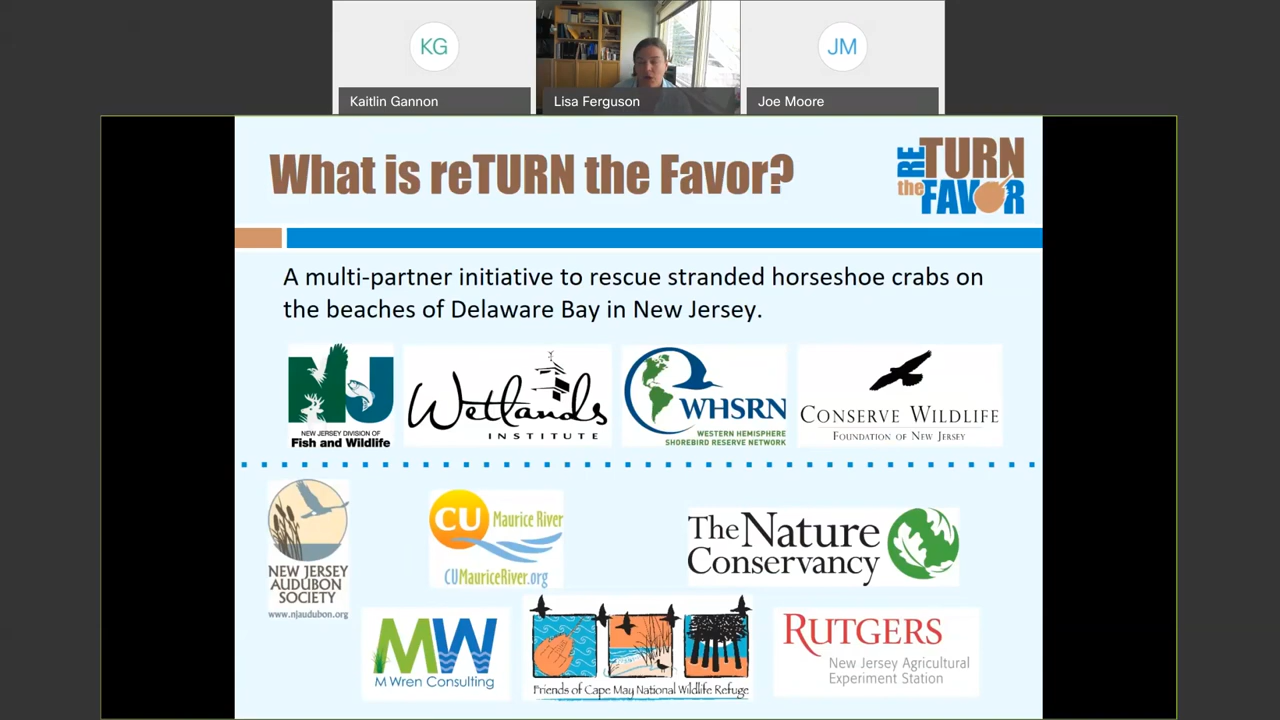 KG
JM
Kaitlin Gannon
Lisa Ferguson
Joe Moore
What is reTURN the Favor?
RE TURN
the FAVOR
A multi-partner initiative to rescue stranded horseshoe crabs on
the beaches of Delaware Bay in New Jersey.
NJ
NEW JERSEY DIVISION OF
Fish and Wildlife
Wetlands
INSTITUTE
WHSRN
WESTERN HEMISPHERE
SHOREBIRD RESERVE NETWORK
CONSERVE WILDLIFE
FOUNDATION OF NEW JERSEY
NEW JERSEY
AUDUBON
SOCIETY
www.njaudubon.org
CU Maurice River
CUMauriceRiver.org
The Nature
Conservancy
MW
M Wren Consulting
Friends of Cape May National Wildlife Refuge
RUTGERS
New Jersey Agricultural
Experiment Station